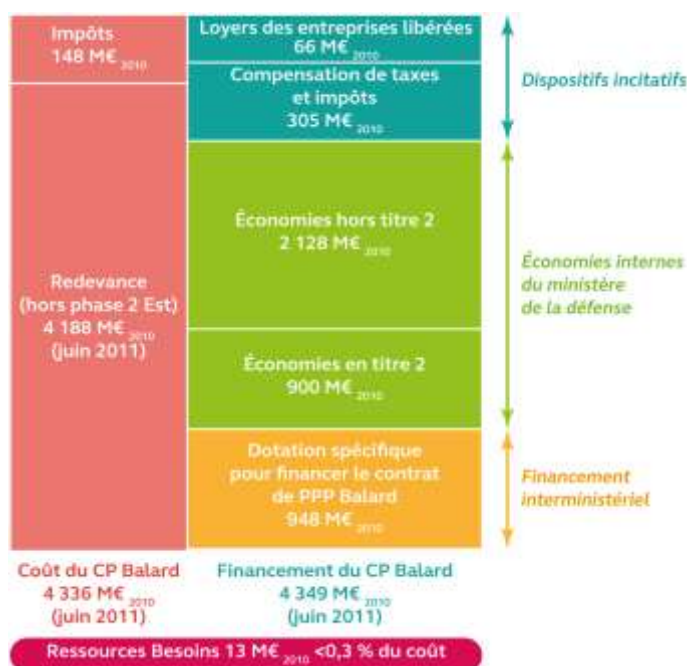 Impôts
148 M€ 2010
Loyers des entreprises libérées
66 M€ 2010
Compensation de taxes
et impôts
305 M€ 2010
Dispositifs incitatifs
Économies hors titre 2
2 128 M€ 2010
Redevance
(hors phase 2 Est)
4 188 M€ 2010
(juin 2011)
Économies internes
du ministère
de la défense
Économies en titre 2
900 M€ 2010
Dotation spécifique
pour financer le contrat
de PPP Balard
948 M€ 2010
Financement
interministériel
Coût du CP Balard
4 336 M€ 2010
(juin 2011)
Financement du CP Balard
4 349 M€ 2010
(juin 2011)
Ressources Besoins 13 M€ 2010 <0,3 % du coût